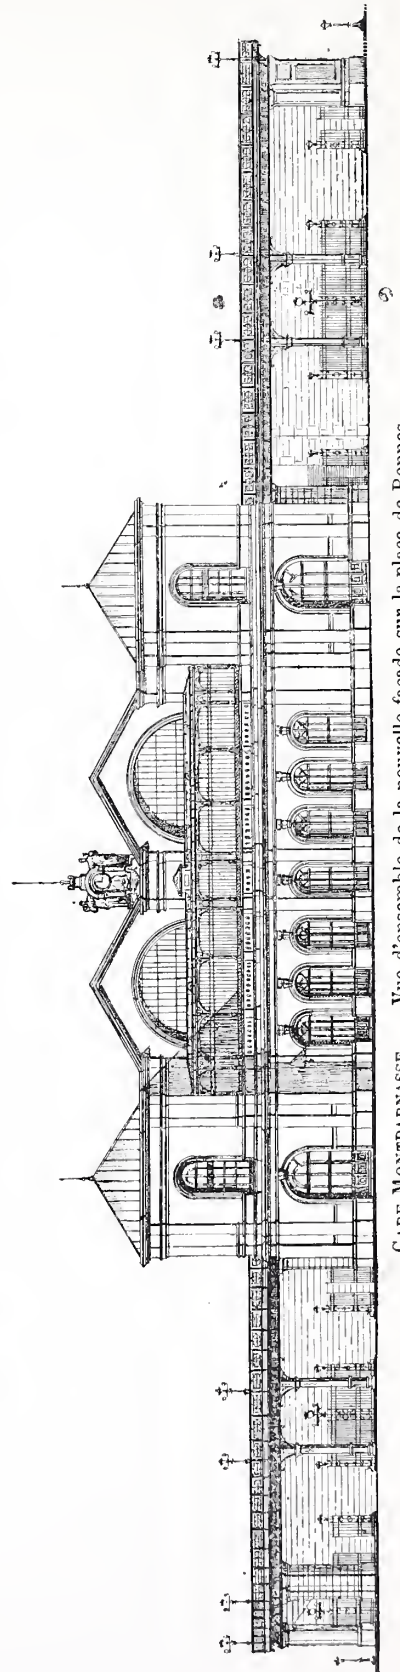 GARE MONTPARNASSE. — Vue d'ensemble de la nouvelle façade sur la place de Rennes.